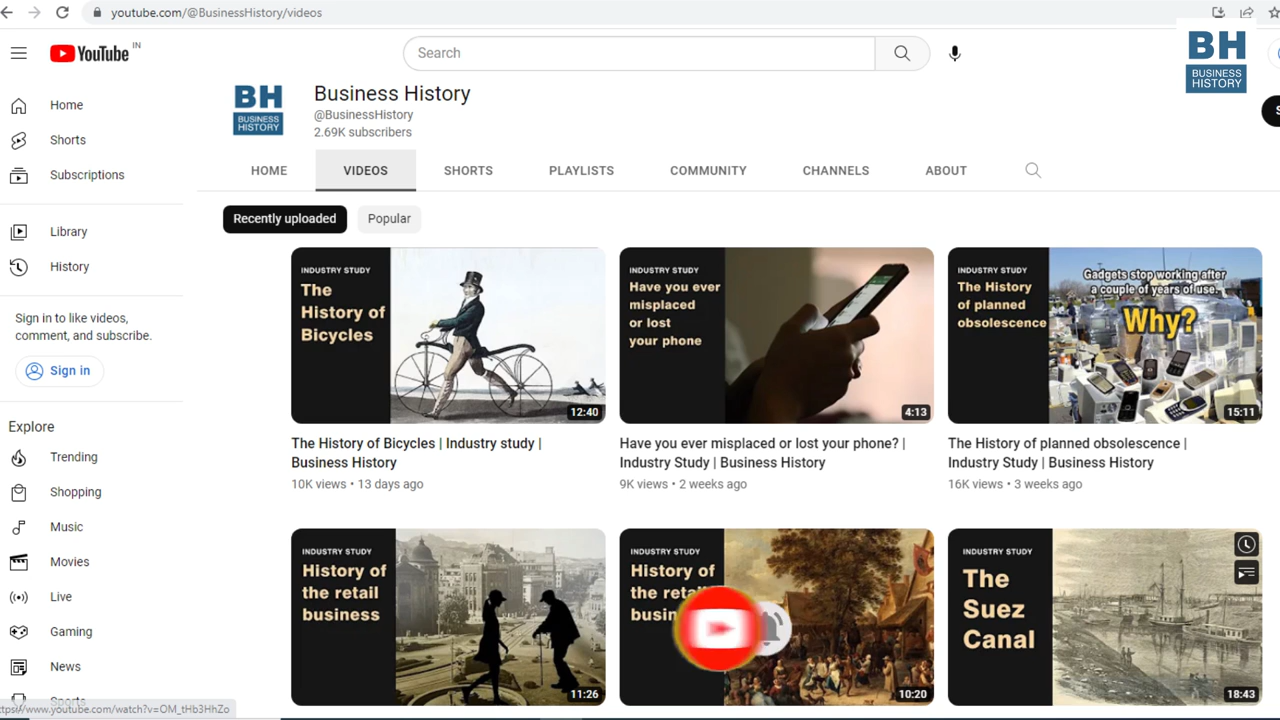 youtube.com/@BusinessHistory/videos
YouTube IN
Search
BH
BUSINESS
HISTORY
BH
BUSINESS
HISTORY
Business History
@BusinessHistory
2.69K subscribers
HOME VIDEOS SHORTS PLAYLISTS COMMUNITY CHANNELS ABOUT
Recently uploaded Popular
Home
Shorts
Subscriptions
Library
History
Sign in to like videos,
comment, and subscribe.
Sign in
Explore
Trending
Shopping
Music
Movies
Live
Gaming
News
Sports
INDUSTRY STUDY
The
History of
Bicycles
12:40
The History of Bicycles | Industry study |
Business History
10K views • 13 days ago
INDUSTRY STUDY
Have you ever
misplaced
or lost
your phone
4:13
Have you ever misplaced or lost your phone? |
Industry Study | Business History
9K views • 2 weeks ago
INDUSTRY STUDY
The History
of planned
obsolescence
Gadgets stop working after
a couple of years of use.
Why?
15:11
The History of planned obsolescence |
Industry Study | Business History
16K views • 3 weeks ago
INDUSTRY STUDY
History of
the retail
business
11:26
INDUSTRY STUDY
History of
the reta
busin
10:20
INDUSTRY STUDY
The
Suez
Canal
18:43
ttps://www.youtube.com/watch?v=OM_tHb3HhZo